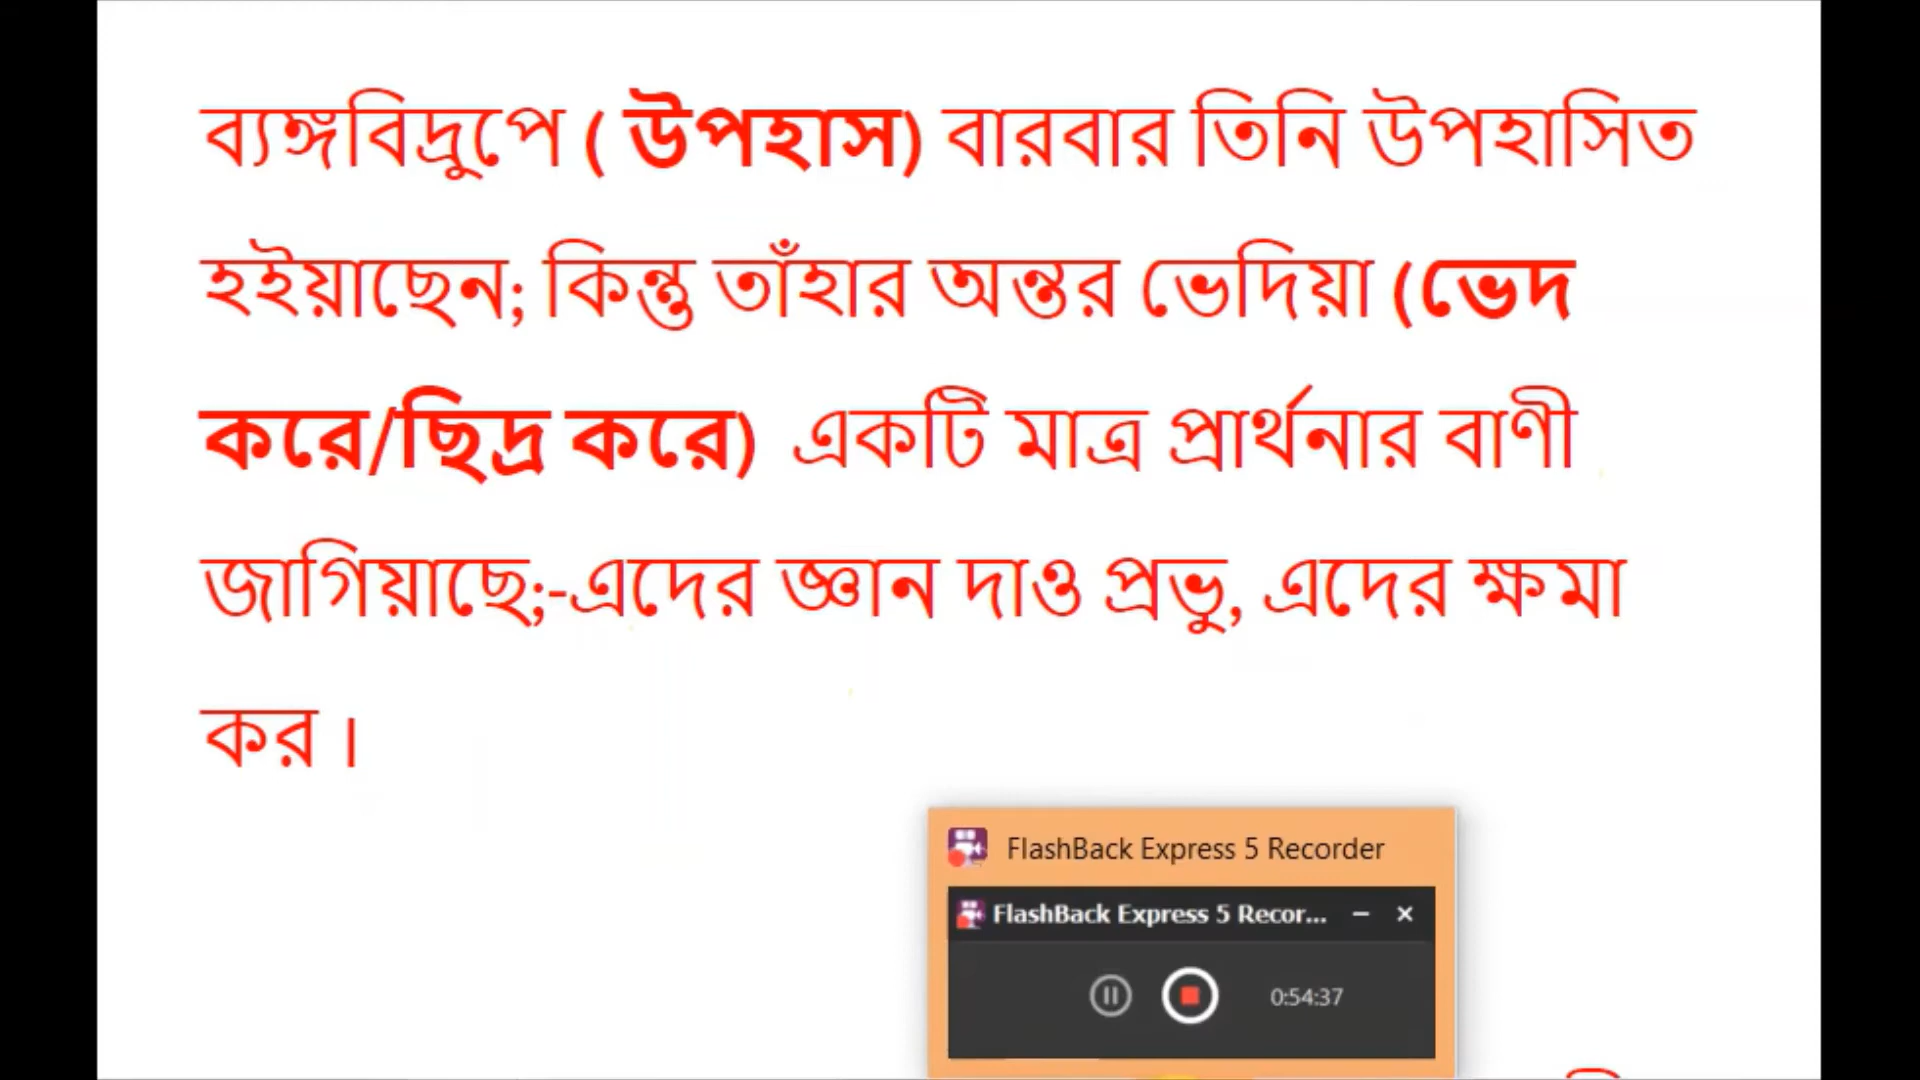 ব্যঙ্গবিদ্রুপে ( উপহাস) বারবার তিনি উপহাসিত
হইয়াছেন; কিন্তু তাঁহার অন্তর ভেদিয়া (ভেদ
করে/ছিদ্র করে) একটি মাত্র প্রার্থনার বাণী
জাগিয়াছে;-এদের জ্ঞান দাও প্রভু, এদের ক্ষমা
কর ।
FlashBack Express 5 Recorder
FlashBack Express 5 Recor...
0:54:37